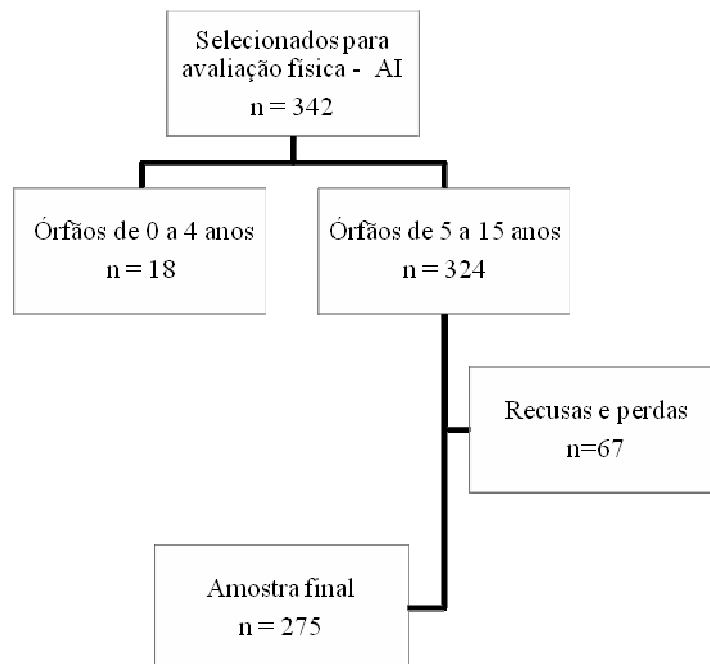 Selecionados para
avaliação física - AI
n = 342
Órfãos de 0 a 4 anos
n = 18
Órfãos de 5 a 15 anos
n = 324
Recusas e perdas
n=67
Amostra final
n = 275